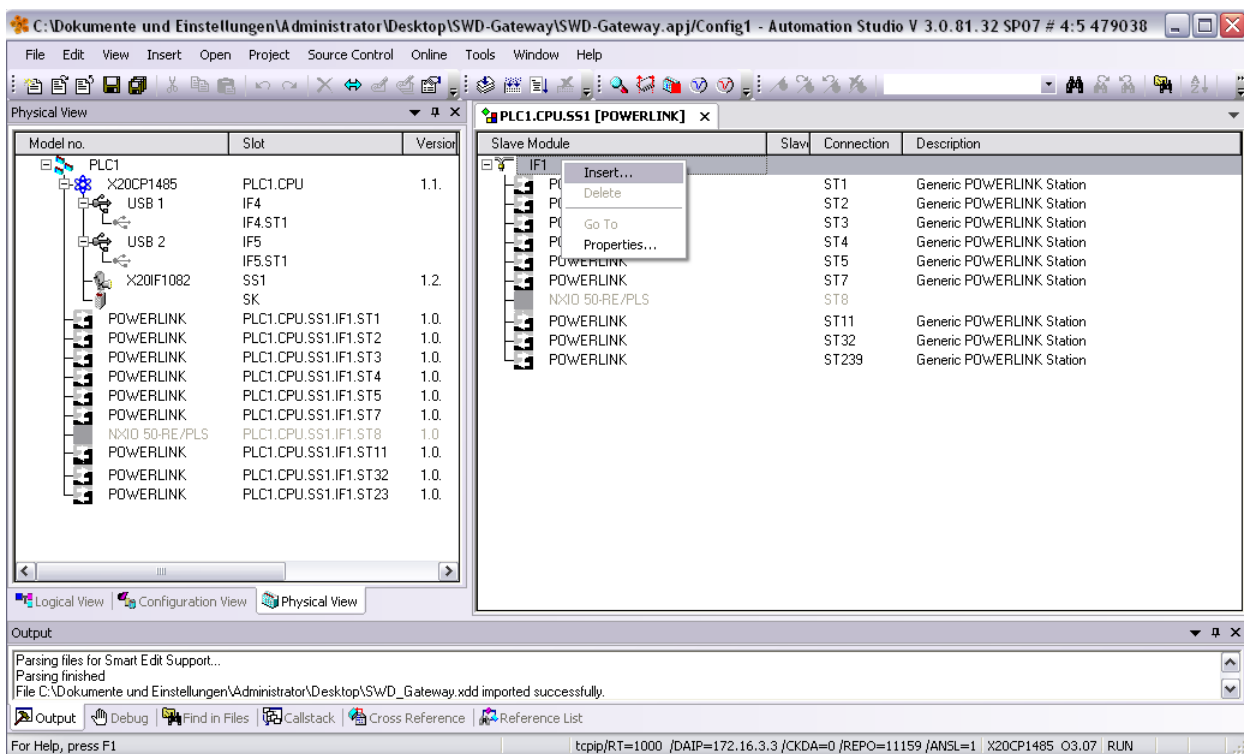 C:\Dokumente und Einstellungen\Administrator\Desktop\SWD-Gateway\SWD-Gateway.apj/Config1 - Automation Studio V 3.0.81.32 SP07 # 4:5 479038
File Edit View Insert Open Project Source Control Online Tools Window Help
Physical View
Model no. Slot Version
PLC1
X20CP1485 PLC1.CPU 1.1.
USB 1 IF4
IF4.ST1
USB 2 IF5
IF5.ST1
X20IF1082 SS1 1.2.
SK
POWERLINK PLC1.CPU.SS1.IF1.ST1 1.0.
POWERLINK PLC1.CPU.SS1.IF1.ST2 1.0.
POWERLINK PLC1.CPU.SS1.IF1.ST3 1.0.
POWERLINK PLC1.CPU.SS1.IF1.ST4 1.0.
POWERLINK PLC1.CPU.SS1.IF1.ST5 1.0.
POWERLINK PLC1.CPU.SS1.IF1.ST7 1.0.
NXIO 50-RE/PLS PLC1.CPU.SS1.IF1.ST8 1.0
POWERLINK PLC1.CPU.SS1.IF1.ST11 1.0.
POWERLINK PLC1.CPU.SS1.IF1.ST32 1.0.
POWERLINK PLC1.CPU.SS1.IF1.ST23 1.0.
Logical View Configuration View Physical View
PLC1.CPU.SS1 [POWERLINK]
Slave Module Slav Connection Description
IF1
Insert...
Delete
Go To
Properties...
ST1 Generic POWERLINK Station
ST2 Generic POWERLINK Station
ST3 Generic POWERLINK Station
ST4 Generic POWERLINK Station
POWERLINK ST5 Generic POWERLINK Station
POWERLINK ST7 Generic POWERLINK Station
NXIO 50-RE/PLS ST8
POWERLINK ST11 Generic POWERLINK Station
POWERLINK ST32 Generic POWERLINK Station
POWERLINK ST239 Generic POWERLINK Station
Output
Parsing files for Smart Edit Support...
Parsing finished
File C:\Dokumente und Einstellungen\Administrator\Desktop\SWD_Gateway.xdd imported successfully.
Output Debug Find in Files Callstack Cross Reference Reference List
For Help, press F1 tcpip/RT=1000 /DAIP=172.16.3.3 /CKDA=0 /REPO=11159 /ANSL=1 X20CP1485 O3.07 RUN